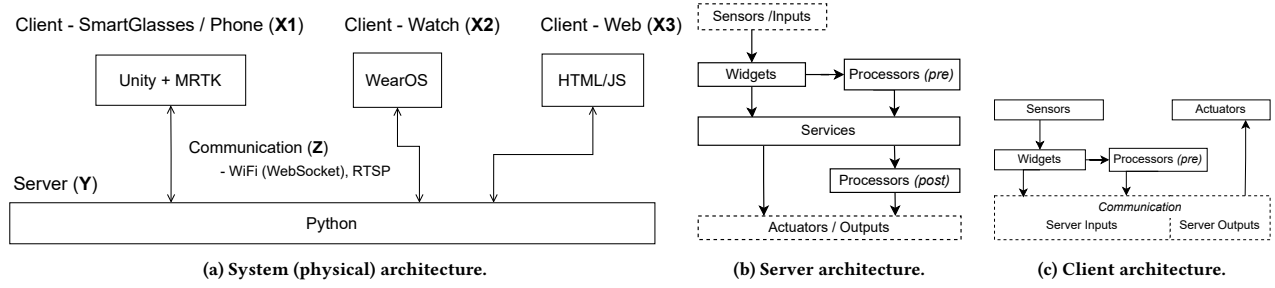 Client - SmartGlasses / Phone (X1)
Client - Watch (X2)
Client - Web (X3)
Unity + MRTK
WearOS
HTML/JS
Communication (Z)
- WiFi (WebSocket), RTSP
Server (Y)
Python
(a) System (physical) architecture.
Sensors /Inputs
Widgets
Processors (pre)
Services
Processors (post)
Actuators / Outputs
(b) Server architecture.
Sensors
Actuators
Widgets
Processors (pre)
Communication
Server Inputs
Server Outputs
(c) Client architecture.